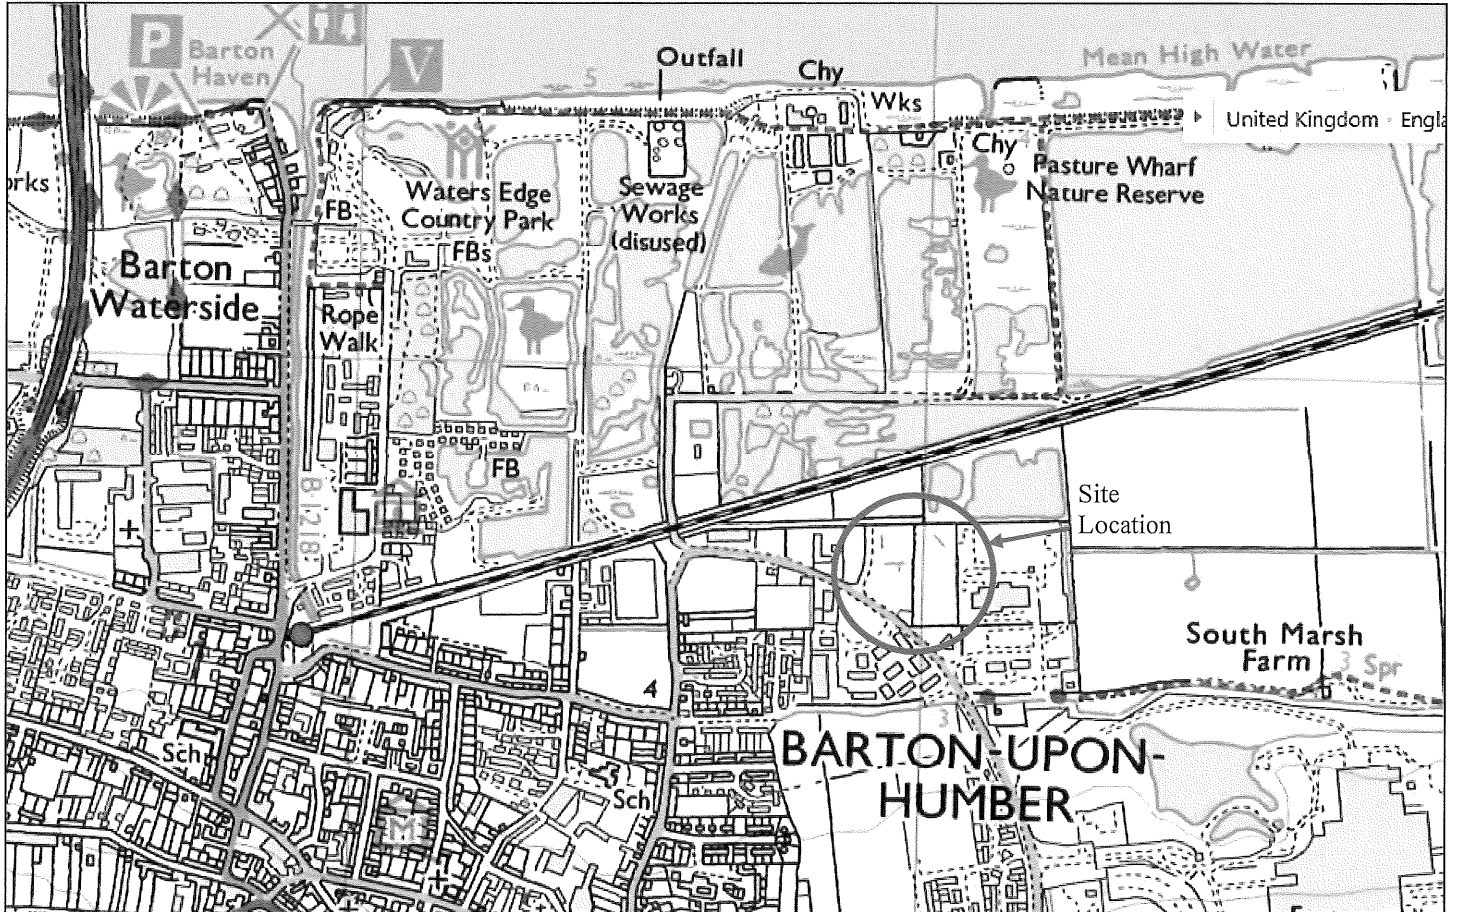 P
Barton
Haven
V
Outfall
5
Chy
Mean High Water
Wks
United Kingdom · Engla
Chy
Pasture Wharf
Nature Reserve
orks
Waters Edge
Country Park
Sewage
Works
(disused)
FB
FBs
Barton
Waterside
Rope
Walk
FB
B 1218
Site
Location
South Marsh
Farm
3
Spr
4
3
BARTON-UPON-
HUMBER
Sch
Sch
M